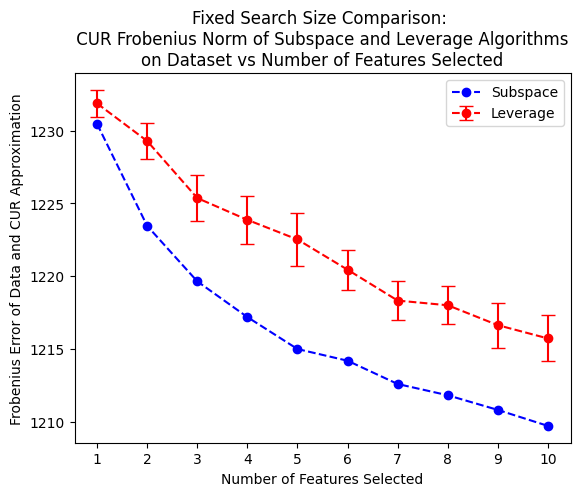 Fixed Search Size Comparison:
CUR Frobenius Norm of Subspace and Leverage Algorithms
on Dataset vs Number of Features Selected
Subspace
Leverage
Frobenius Error of Data and CUR Approximation
1230
1225
1220
1215
1210
1 2 3 4 5 6 7 8 9 10
Number of Features Selected